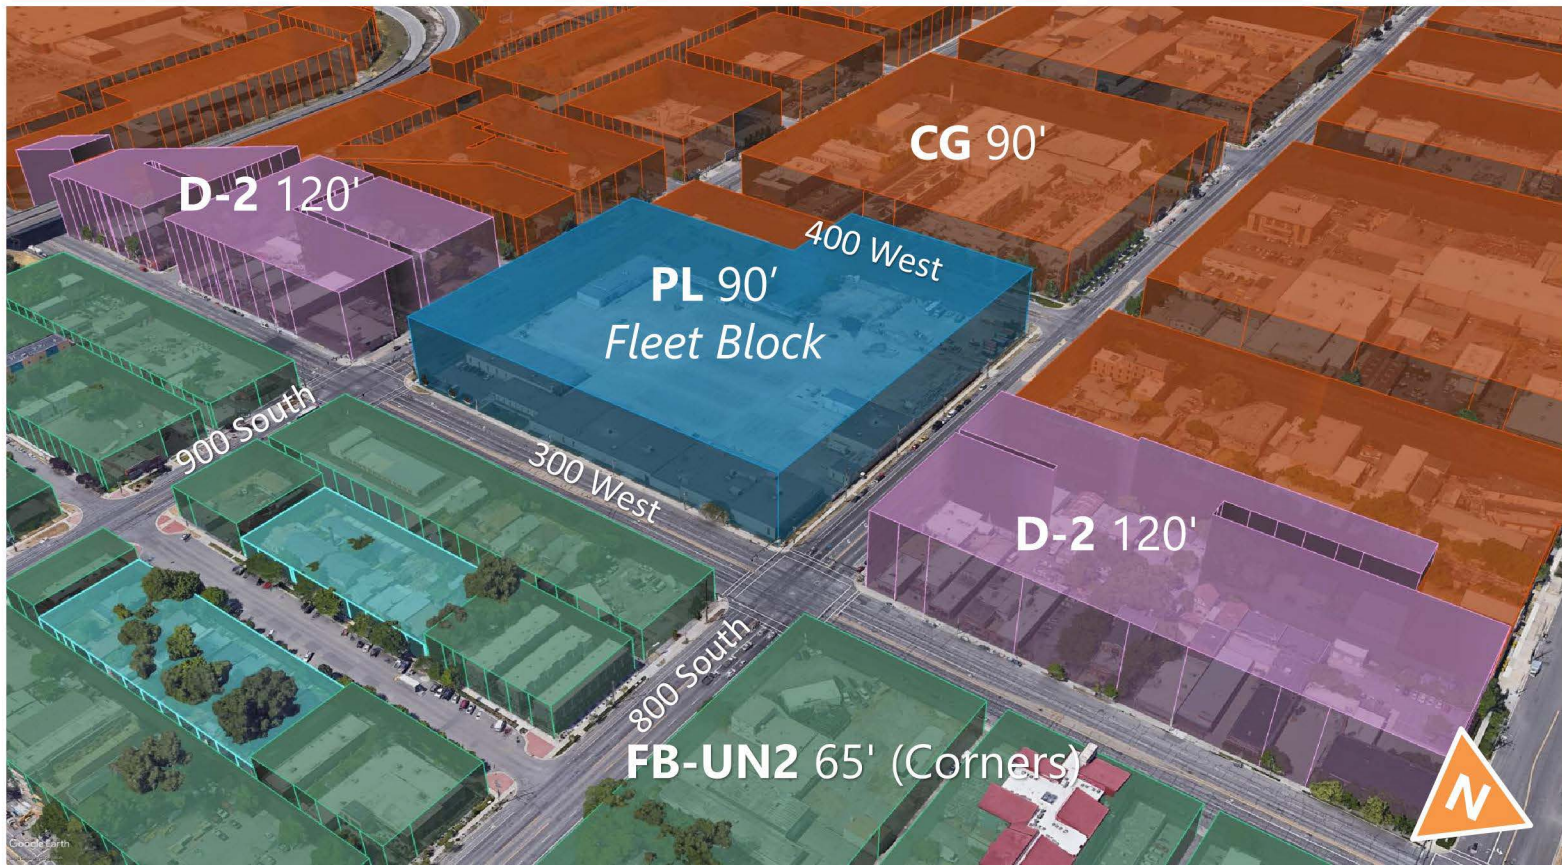 CG 90'
D-2 120'
400 West
PL 90’
Fleet Block
900 South
300 West
D-2 120'
800 South
FB-UN2 65' (Corners)
N
Google Earth